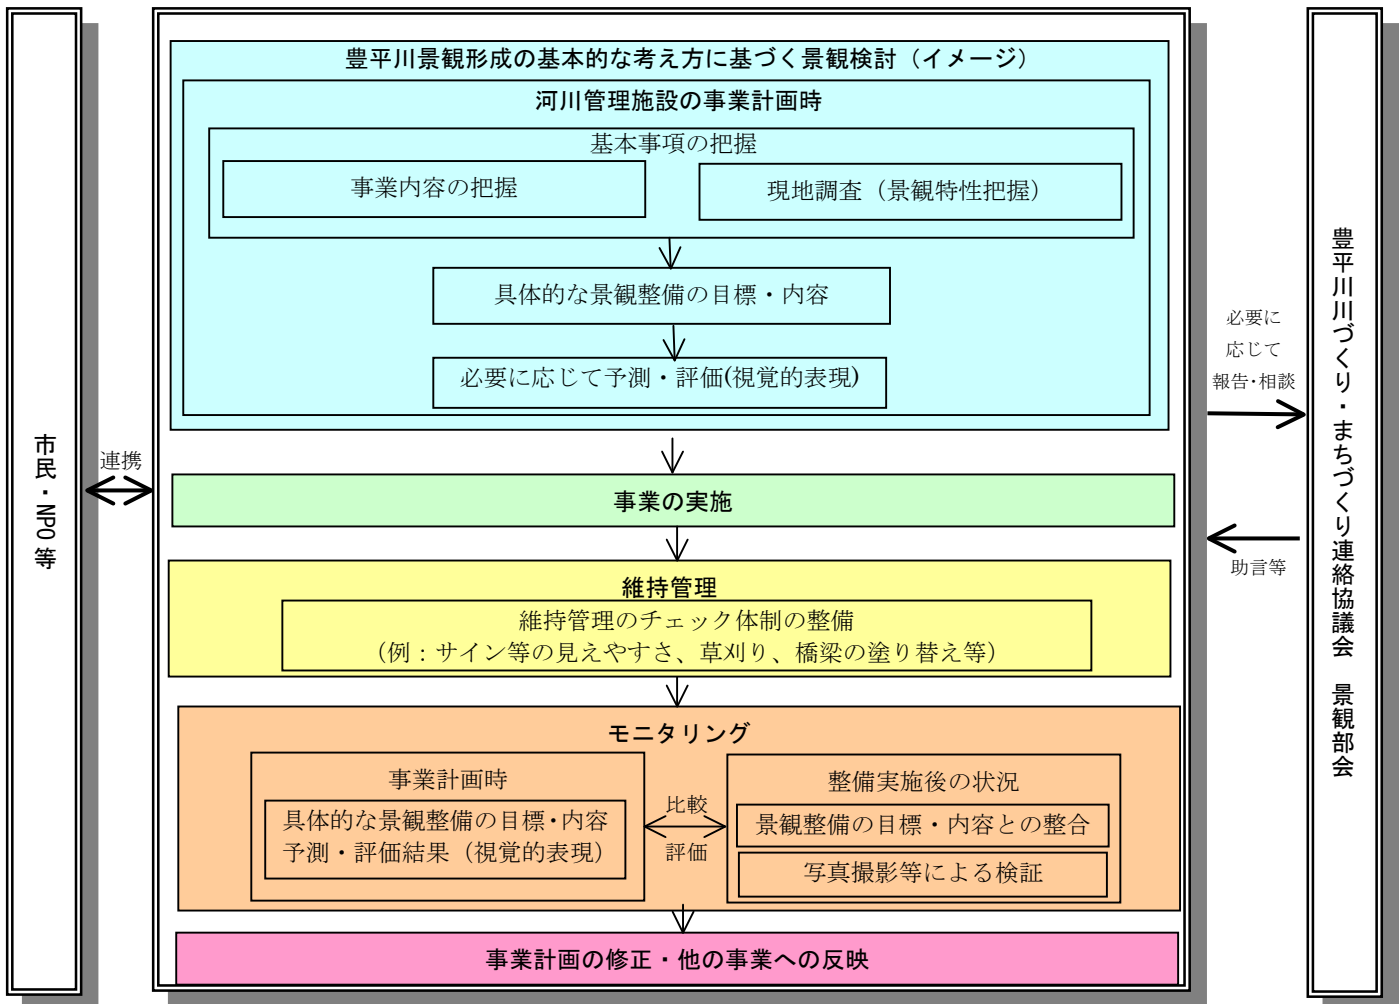 市民・NPO等
連携
豊平川景観形成の基本的な考え方に基づく景観検討（イメージ）
河川管理施設の事業計画時
基本事項の把握
事業内容の把握
現地調査（景観特性把握）
具体的な景観整備の目標・内容
必要に応じて予測・評価(視覚的表現)
事業の実施
維持管理
維持管理のチェック体制の整備
（例：サイン等の見えやすさ、草刈り、橋梁の塗り替え等）
モニタリング
事業計画時
具体的な景観整備の目標・内容
予測・評価結果（視覚的表現）
比較
評価
整備実施後の状況
景観整備の目標・内容との整合
写真撮影等による検証
事業計画の修正・他の事業への反映
必要に
応じて
報告・相談
助言等
豊平川川づくり・まちづくり連絡協議会　景観部会